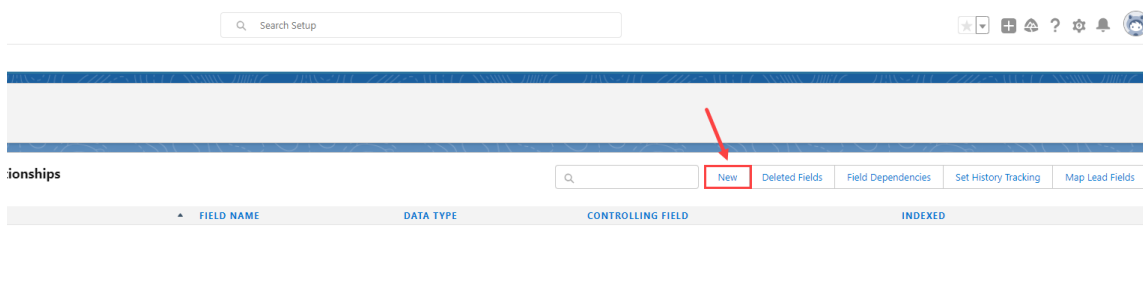 Search Setup
tionships
New Deleted Fields Field Dependencies Set History Tracking Map Lead Fields
FIELD NAME DATA TYPE CONTROLLING FIELD INDEXED